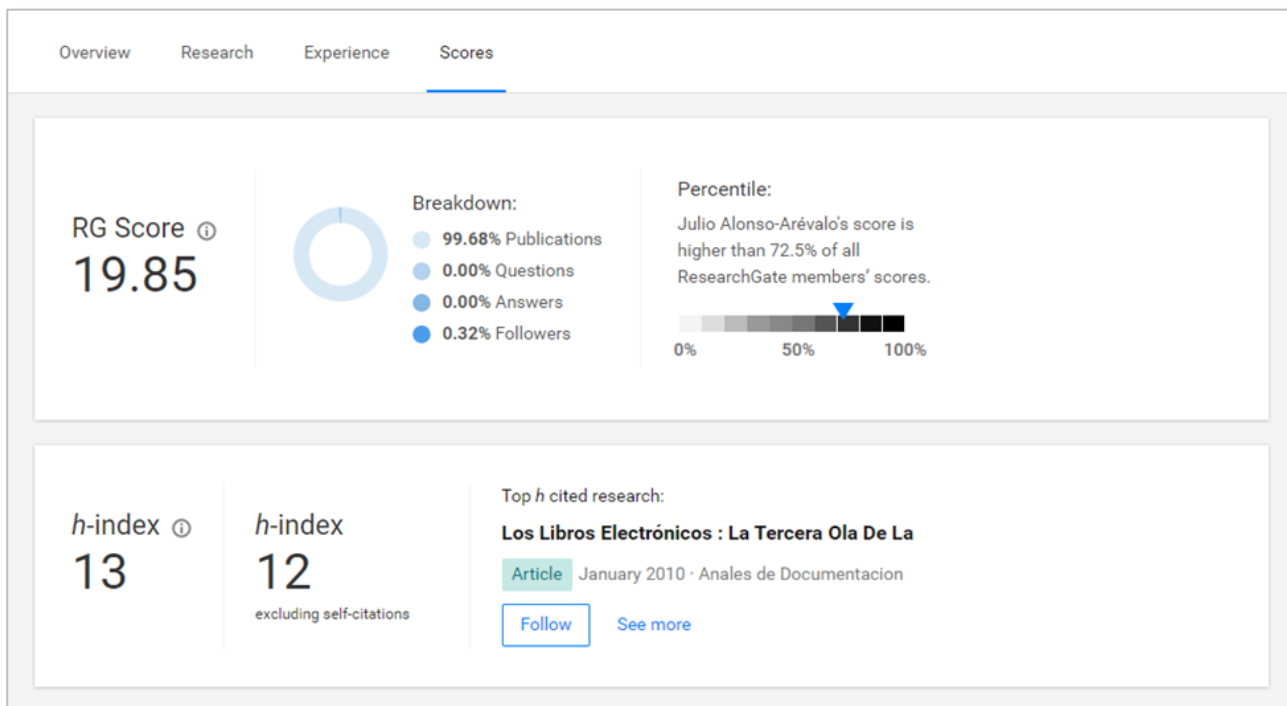 Overview Research Experience Scores
RG Score
19.85
Breakdown:
99.68% Publications
0.00% Questions
0.00% Answers
0.32% Followers
Percentile:
Julio Alonso-Arévalo's score is
higher than 72.5% of all
ResearchGate members' scores.
0% 50% 100%
h-index
13
h-index
12
excluding self-citations
Top h cited research:
Los Libros Electrónicos : La Tercera Ola De La
Article January 2010 · Anales de Documentacion
Follow See more